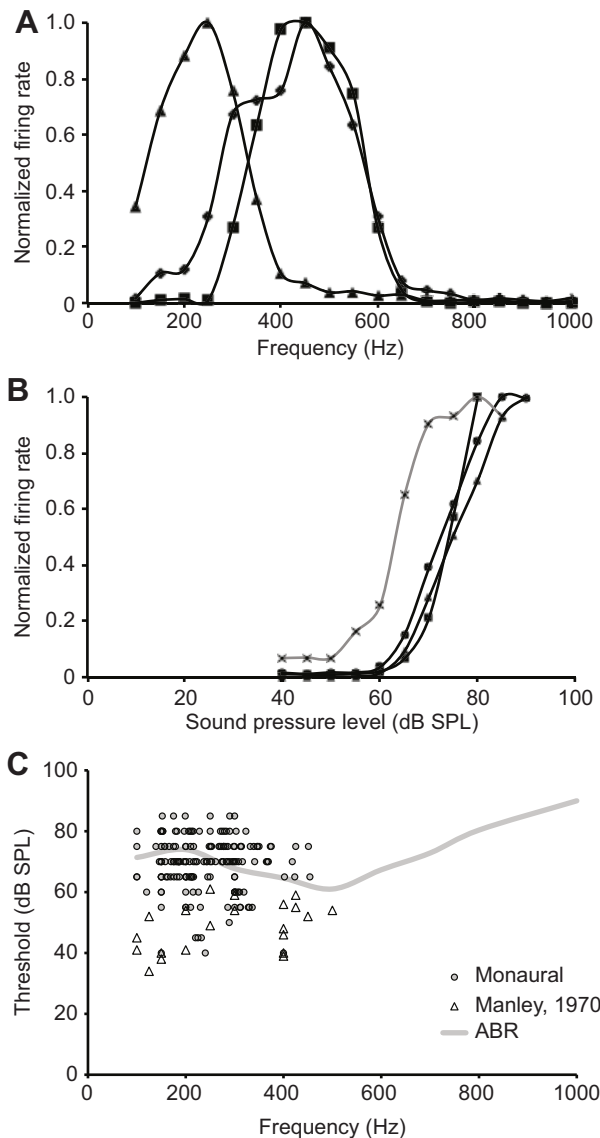 A
Normalized firing rate
1.0
0.8
0.6
0.4
0.2
0
0 200 400 600 800 1000
Frequency (Hz)
B
Normalized firing rate
1.0
0.8
0.6
0.4
0.2
0
0 20 40 60 80 100
Sound pressure level (dB SPL)
C
Threshold (dB SPL)
100
80
60
40
20
0
Monaural
Manley, 1970
ABR
0 200 400 600 800 1000
Frequency (Hz)